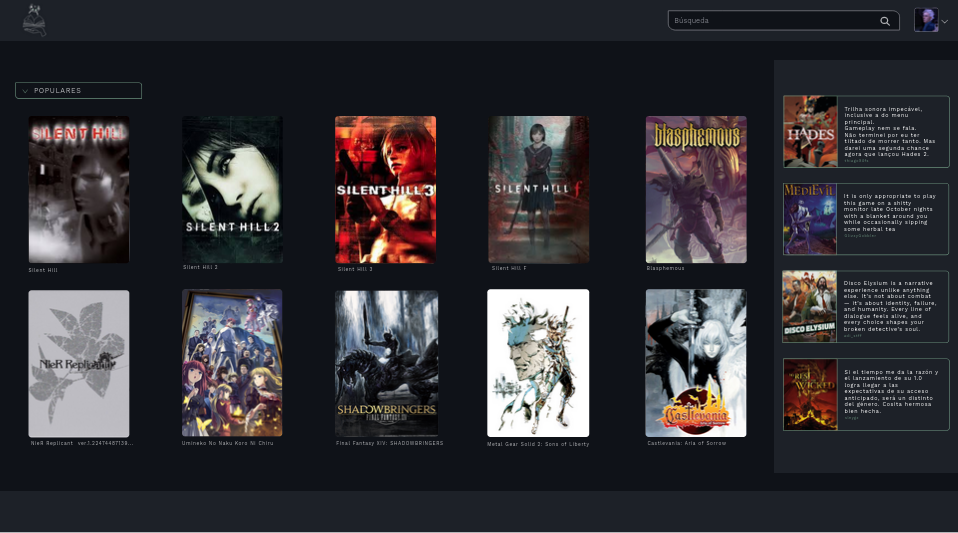 Búsqueda
POPULARES
SILENT HILL
SILENT HILL 2
SILENT HILL 3
SILENT HILL f
blasphemous
Silent Hill
Silent Hill 2
Silent Hill 3
Silent Hill F
Blasphemous
NieR Replicant
SHADOWBRINGERS
FINAL FANTASY XIV
Castlevania
NieR Replicant. ver.1.22474487139...
Umineko No Naku Koro Ni Chiru
Final Fantasy XIV: SHADOWBRINGERS
Metal Gear Solid 2: Sons of Liberty
Castlevania: Aria of Sorrow
HADES
Trilha sonora impecável,
inclusive a do menu
principal.
Gameplay nem se fala.
Não terminei por eu ter
tiltado de morrer tanto. Mas
darei uma segunda chance
agora que lançou Hades 2.
MEDIEVIL
It is only appropriate to play
this game on a shitty
monitor late October nights
with a blanket around you
while occasionally sipping
some herbal tea
DISCO ELYSIUM
Disco Elysium is a narrative
experience unlike anything
else. It's not about combat
— it's about identity, failure,
and humanity. Every line of
dialogue feels alive, and
every choice shapes your
broken detective's soul.
NO REST
FOR THE
WICKED
Si el tiempo me da la razón y
el lanzamiento de su 1.0
logra llegar a las
expectativas de su acceso
anticipado, será un distinto
del género. Cosita hermosa
bien hecha.